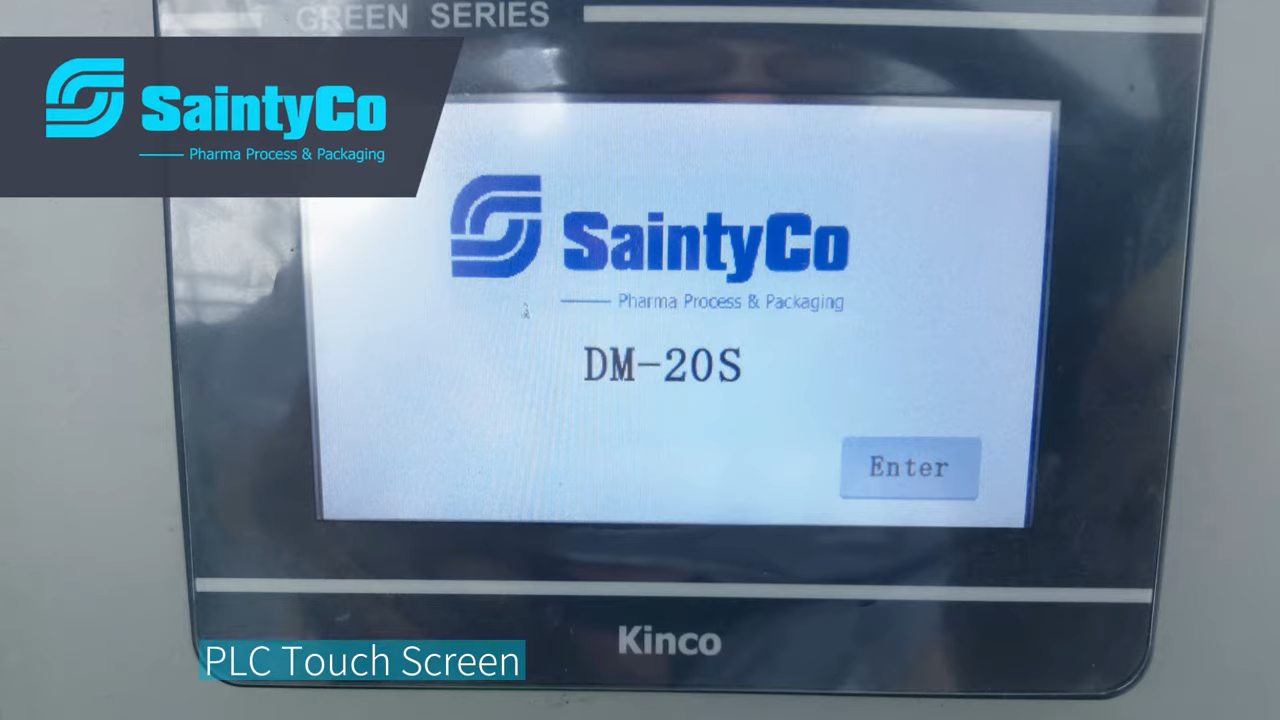 GREEN SERIES
SaintyCo
Pharma Process & Packaging
SaintyCo
Pharma Process & Packaging
DM-20S
Enter
Kinco
PLC Touch Screen